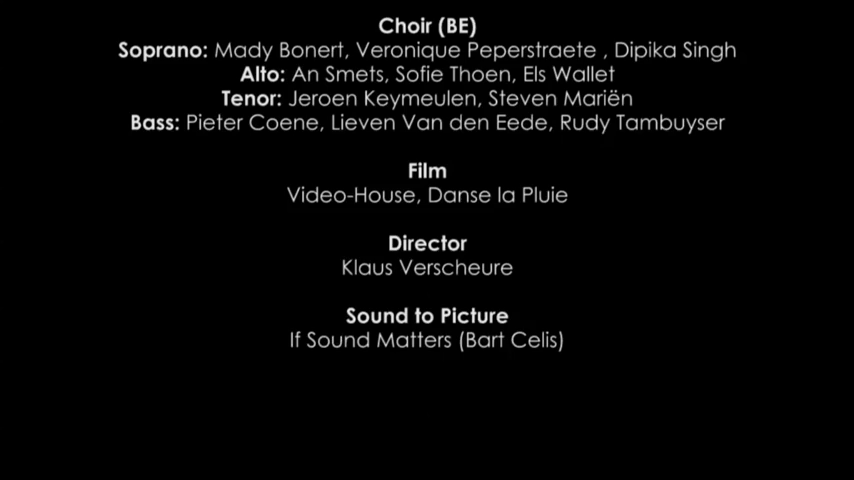 Choir (BE)
Soprano: Mady Bonert, Veronique Peperstraete , Dipika Singh
Alto: An Smets, Sofie Thoen, Els Wallet
Tenor: Jeroen Keymeulen, Steven Mariën
Bass: Pieter Coene, Lieven Van den Eede, Rudy Tambuyser
Film
Video-House, Danse la Pluie
Director
Klaus Verscheure
Sound to Picture
If Sound Matters (Bart Celis)